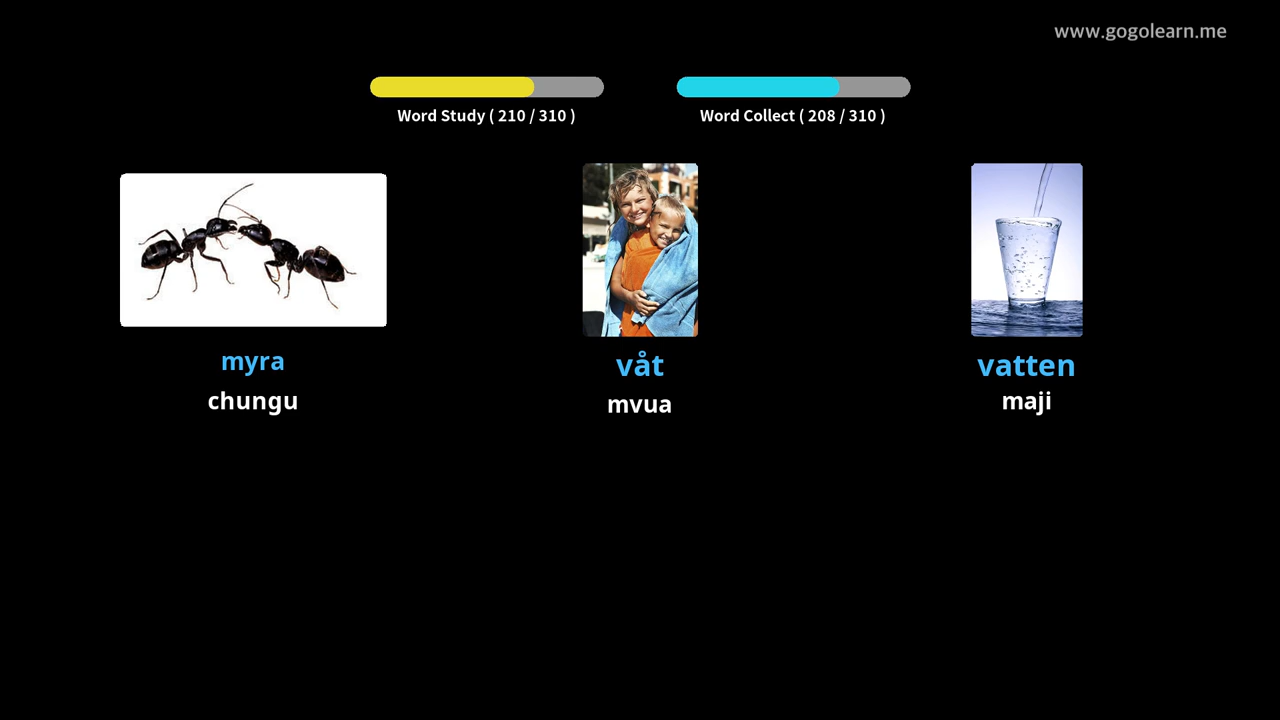 www.gogolearn.me
Word Study ( 210 / 310 )
Word Collect ( 208 / 310 )
myra
chungu
våt
mvua
vatten
maji